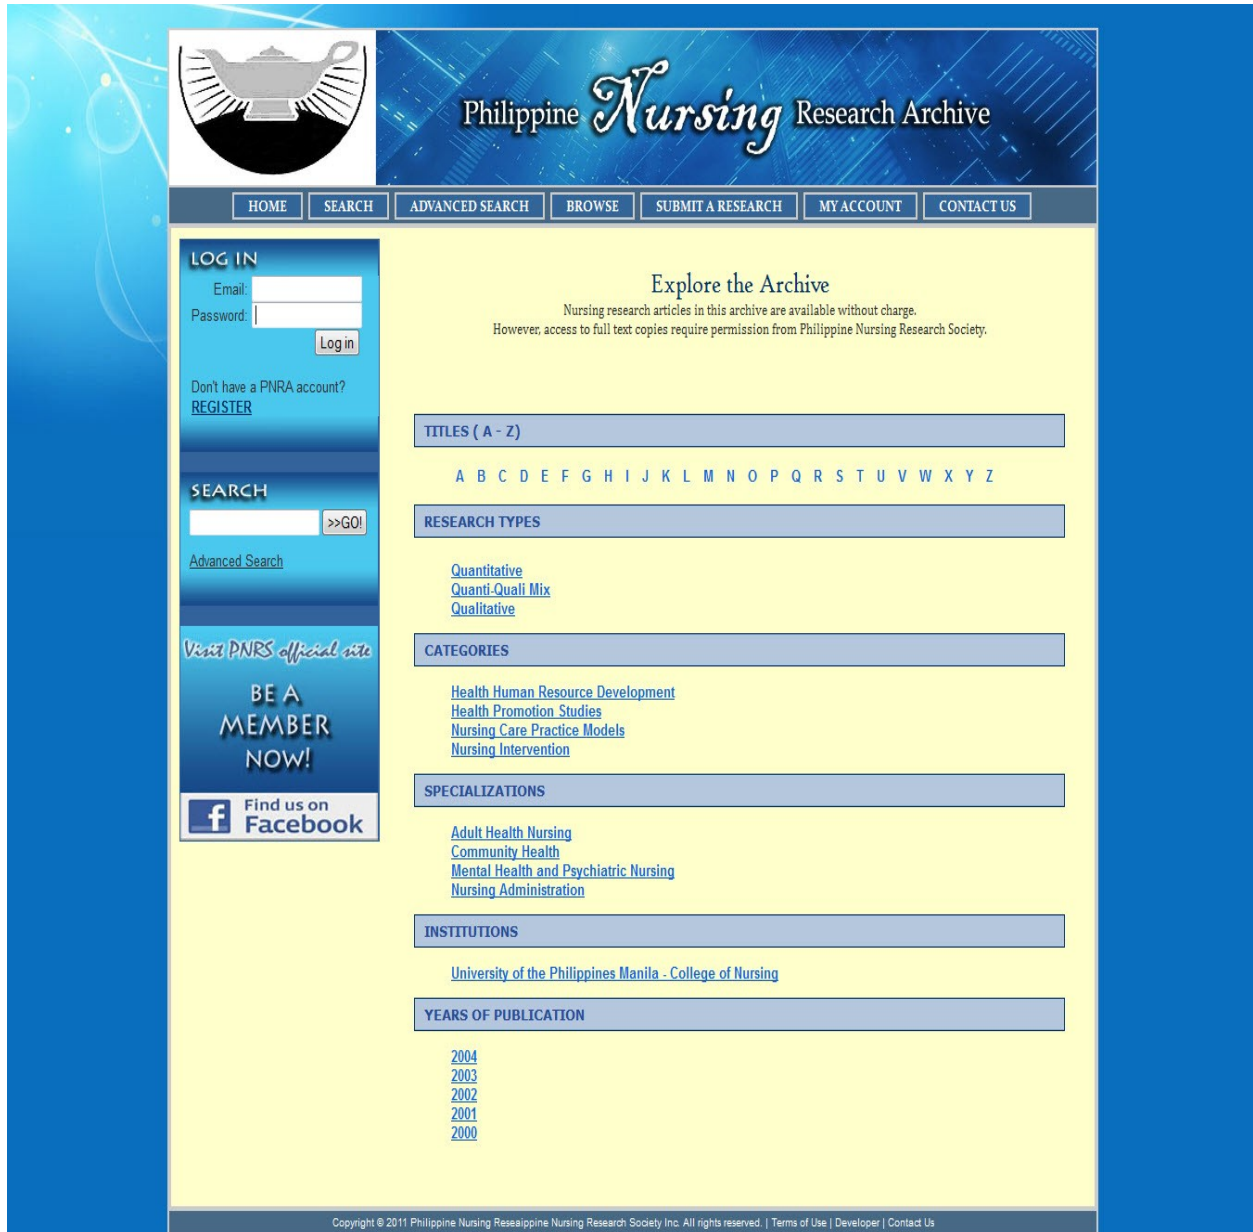 Philippine Nursing Research Archive
HOME SEARCH ADVANCED SEARCH BROWSE SUBMIT A RESEARCH MY ACCOUNT CONTACT US
LOG IN
Email:
Password:
Log in
Don't have a PNRA account?
REGISTER
SEARCH
>>GO!
Advanced Search
Visit PNRS official site
BE A
MEMBER
NOW!
Find us on
Facebook
Explore the Archive
Nursing research articles in this archive are available without charge.
However, access to full text copies require permission from Philippine Nursing Research Society.
TITLES ( A - Z)
A B C D E F G H I J K L M N O P Q R S T U V W X Y Z
RESEARCH TYPES
Quantitative
Quanti-Quali Mix
Qualitative
CATEGORIES
Health Human Resource Development
Health Promotion Studies
Nursing Care Practice Models
Nursing Intervention
SPECIALIZATIONS
Adult Health Nursing
Community Health
Mental Health and Psychiatric Nursing
Nursing Administration
INSTITUTIONS
University of the Philippines Manila - College of Nursing
YEARS OF PUBLICATION
2004
2003
2002
2001
2000
Copyright © 2011 Philippine Nursing Reseaippine Nursing Research Society Inc. All rights reserved. | Terms of Use | Developer | Contact Us